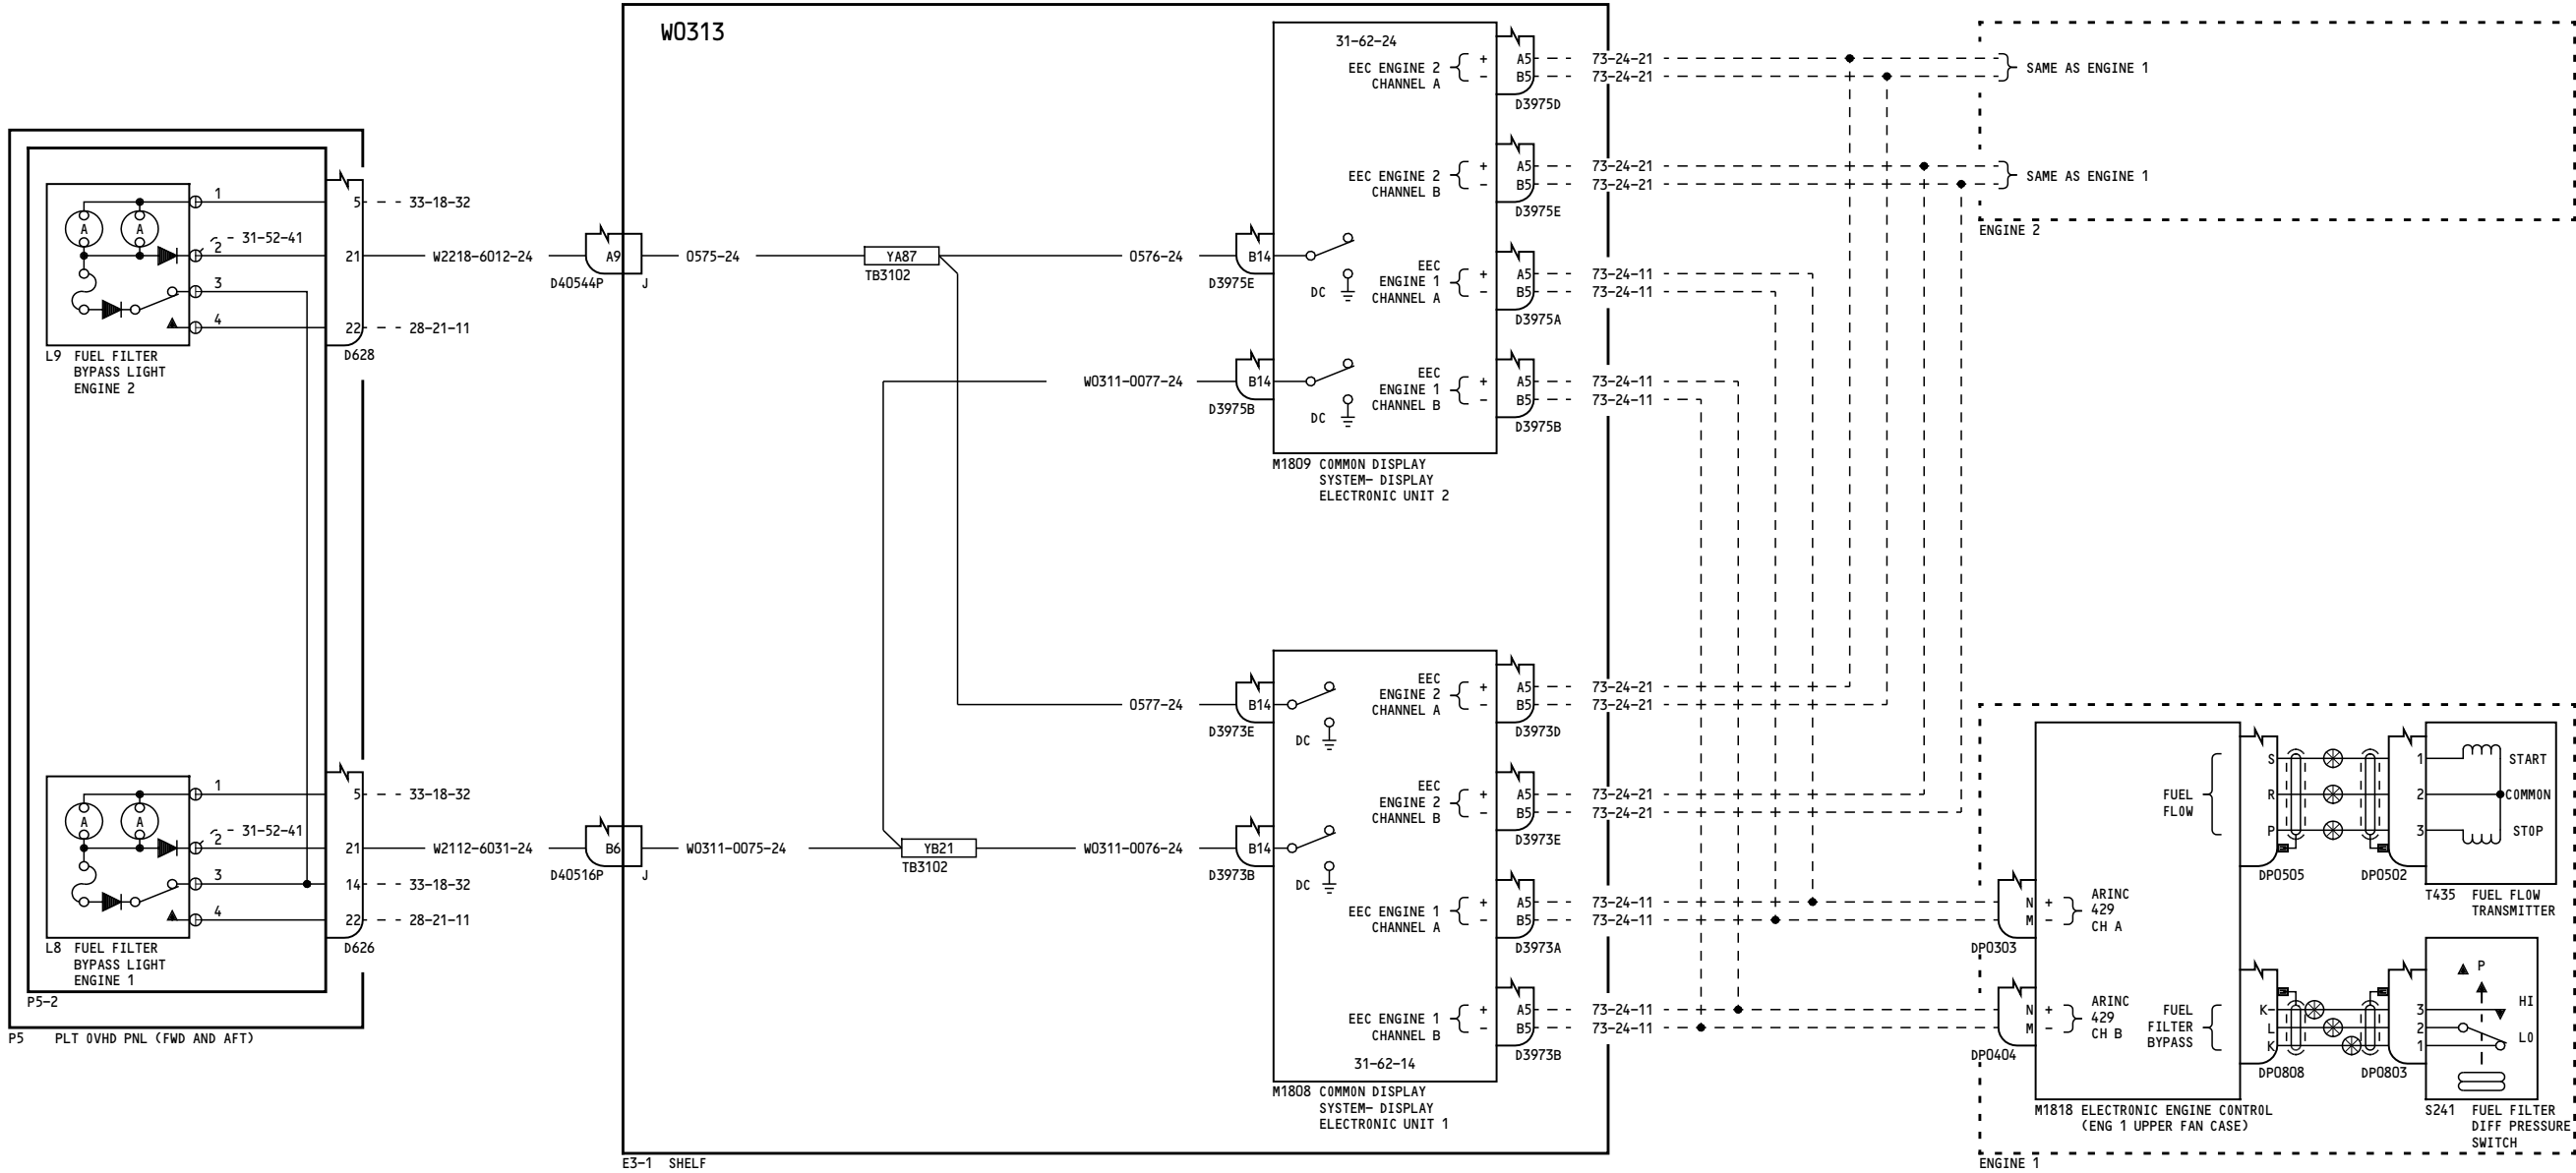 W0313
31-62-24
EEC ENGINE 2
CHANNEL A
+
-
A5
B5
D3975D
73-24-21
73-24-21
SAME AS ENGINE 1
EEC ENGINE 2
CHANNEL B
+
-
A5
B5
D3975E
73-24-21
73-24-21
SAME AS ENGINE 1
ENGINE 2
1
5
33-18-32
A
A
2
31-52-41
21
W2218-6012-24
A9
D40544P
J
0575-24
YA87
TB3102
0576-24
B14
D3975E
DC
EEC
ENGINE 1
CHANNEL A
+
-
A5
B5
D3975A
73-24-11
73-24-11
3
4
22
28-21-11
D628
L9 FUEL FILTER
BYPASS LIGHT
ENGINE 2
W0311-0077-24
B14
D3975B
DC
EEC
ENGINE 1
CHANNEL B
+
-
A5
B5
D3975B
73-24-11
73-24-11
M1809 COMMON DISPLAY
SYSTEM- DISPLAY
ELECTRONIC UNIT 2
0577-24
B14
D3973E
DC
EEC
ENGINE 2
CHANNEL A
+
-
A5
B5
D3973D
73-24-21
73-24-21
EEC
ENGINE 2
CHANNEL B
+
-
A5
B5
D3973E
73-24-21
73-24-21
1
5
33-18-32
A
A
2
31-52-41
21
W2112-6031-24
B6
D40516P
J
W0311-0075-24
YB21
TB3102
W0311-0076-24
B14
D3973B
DC
3
14
33-18-32
4
22
28-21-11
D626
L8 FUEL FILTER
BYPASS LIGHT
ENGINE 1
P5-2
P5 PLT OVHD PNL (FWD AND AFT)
EEC ENGINE 1
CHANNEL A
+
-
A5
B5
D3973A
73-24-11
73-24-11
EEC ENGINE 1
CHANNEL B
+
-
A5
B5
D3973B
73-24-11
73-24-11
31-62-14
M1808 COMMON DISPLAY
SYSTEM- DISPLAY
ELECTRONIC UNIT 1
E3-1 SHELF
N
M
+
-
ARINC
429
CH A
DP0303
N
M
+
-
ARINC
429
CH B
DP0404
FUEL
FLOW
S
R
P
DP0505
DP0502
1
2
3
START
COMMON
STOP
T435 FUEL FLOW
TRANSMITTER
FUEL
FILTER
BYPASS
K-
L
K
DP0808
DP0803
3
2
1
P
HI
LO
M1818 ELECTRONIC ENGINE CONTROL
(ENG 1 UPPER FAN CASE)
S241 FUEL FILTER
DIFF PRESSURE
SWITCH
ENGINE 1